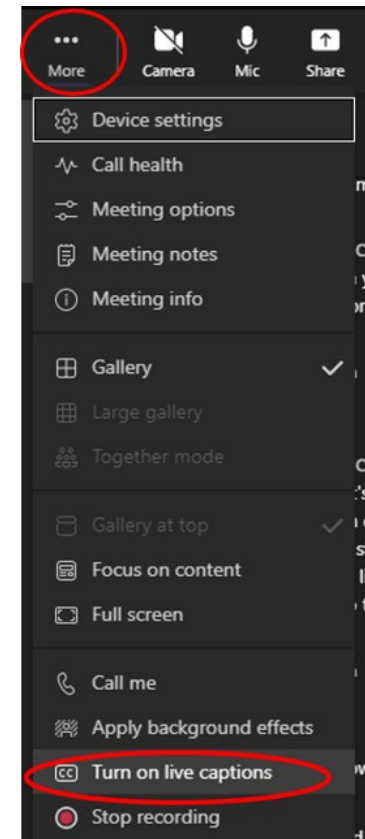 More Camera Mic Share
Device settings
Call health
Meeting options
Meeting notes
Meeting info
Gallery
Large gallery
Together mode
Gallery at top
Focus on content
Full screen
Call me
Apply background effects
CC Turn on live captions
Stop recording